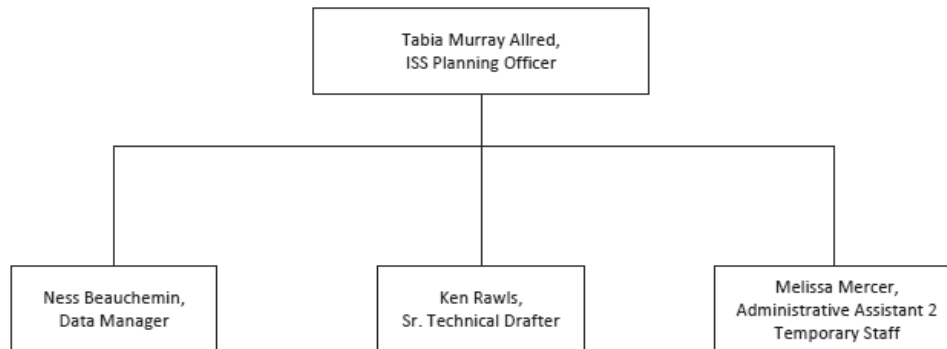 Tabia Murray Allred,
ISS Planning Officer
Ness Beauchemin,
Data Manager
Ken Rawls,
Sr. Technical Drafter
Melissa Mercer,
Administrative Assistant 2
Temporary Staff